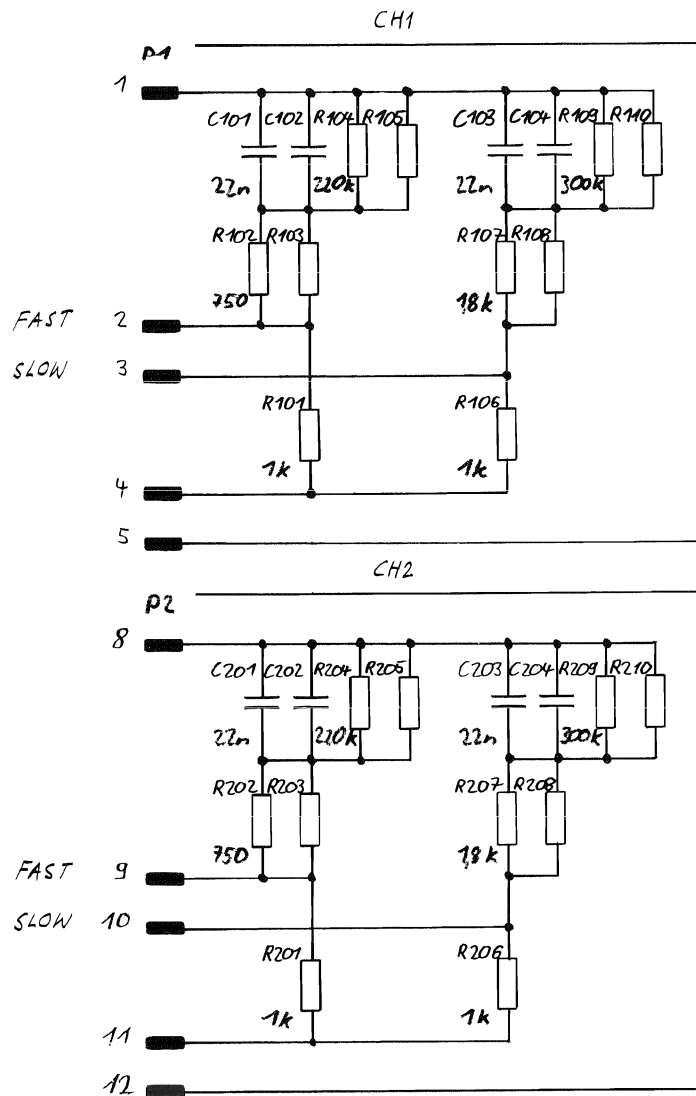 CH1
P1
1
C101 C102 R104 R105 C103 C104 R109 R110
22n 220k 22n 300k
R102 R103 R107 R108
750 1,8k
FAST 2
SLOW 3
R101 R106
1k 1k
4
5
CH2
P2
8
C201 C202 R204 R205 C203 C204 R209 R210
22n 220k 22n 300k
R202 R203 R207 R208
750 1,8k
FAST 9
SLOW 10
R201 R206
1k 1k
11
12